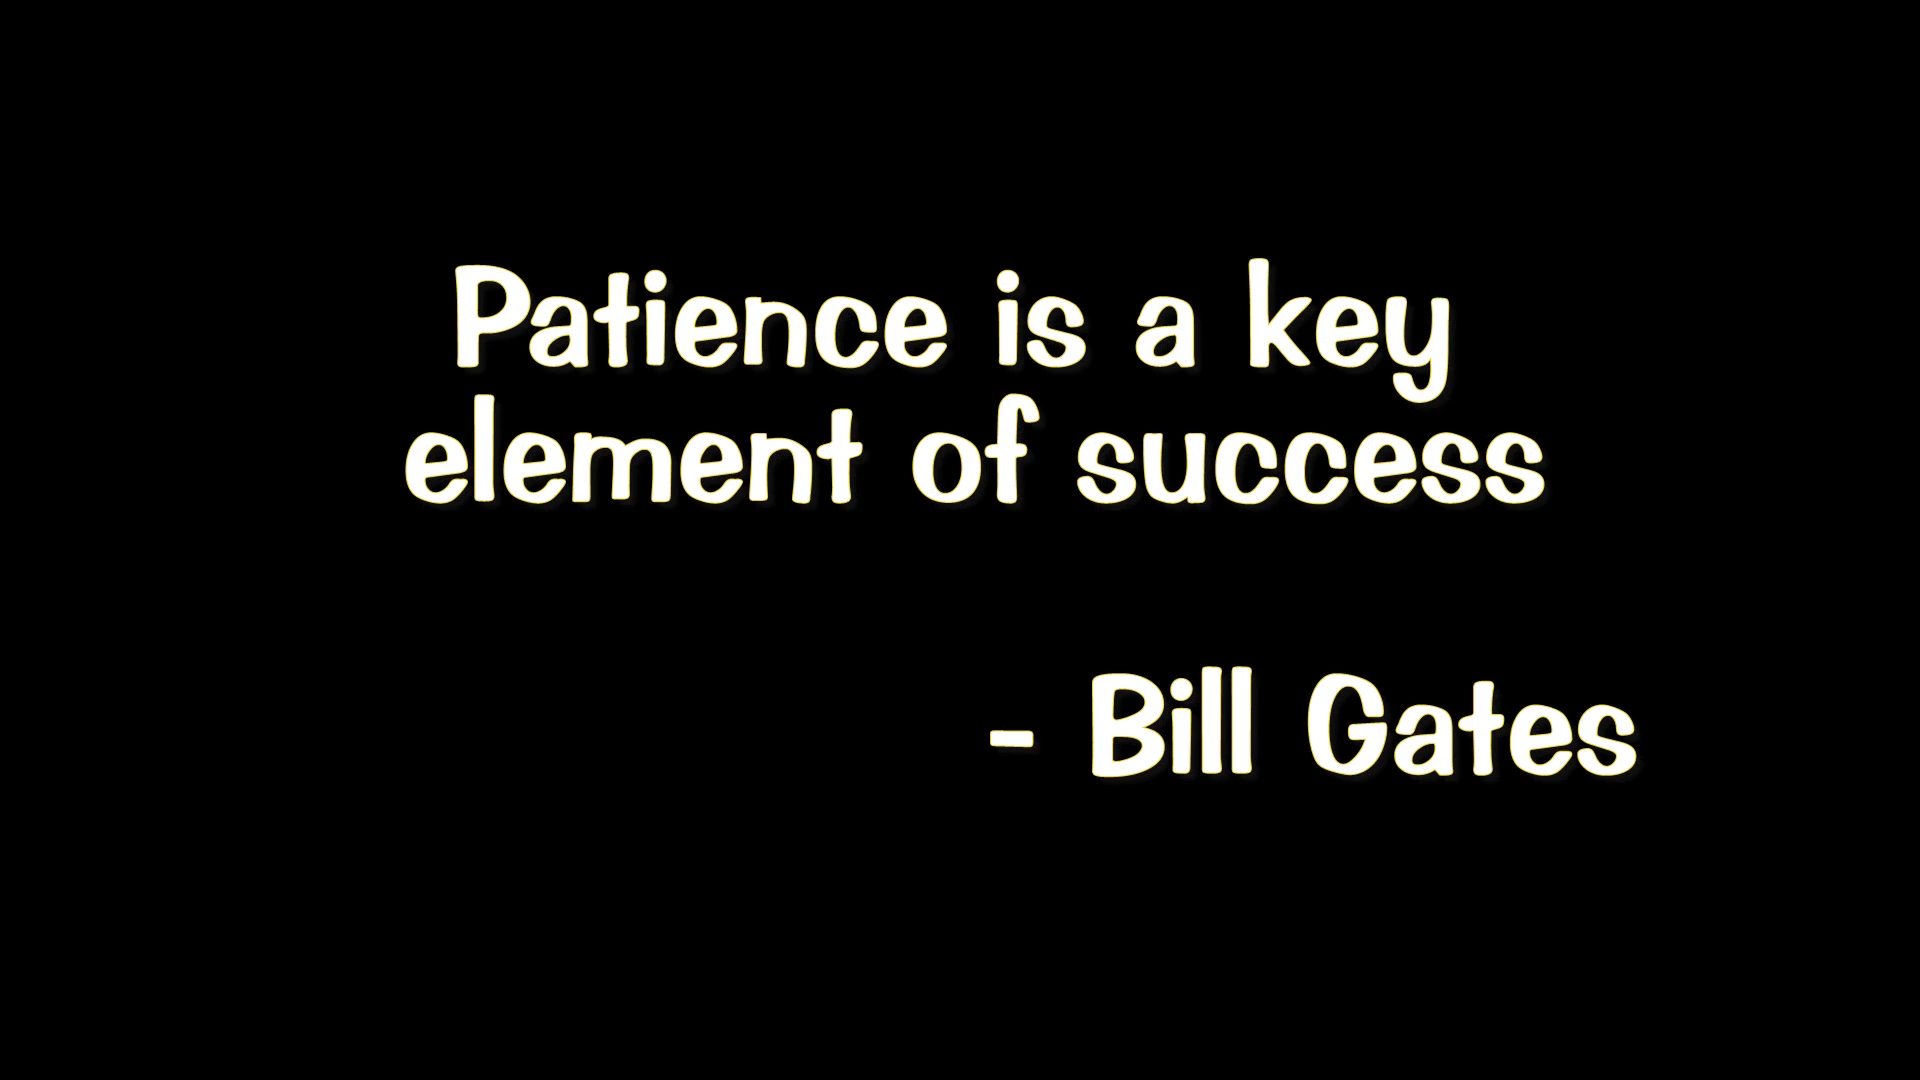 Patience is a key
element of success
- Bill Gates